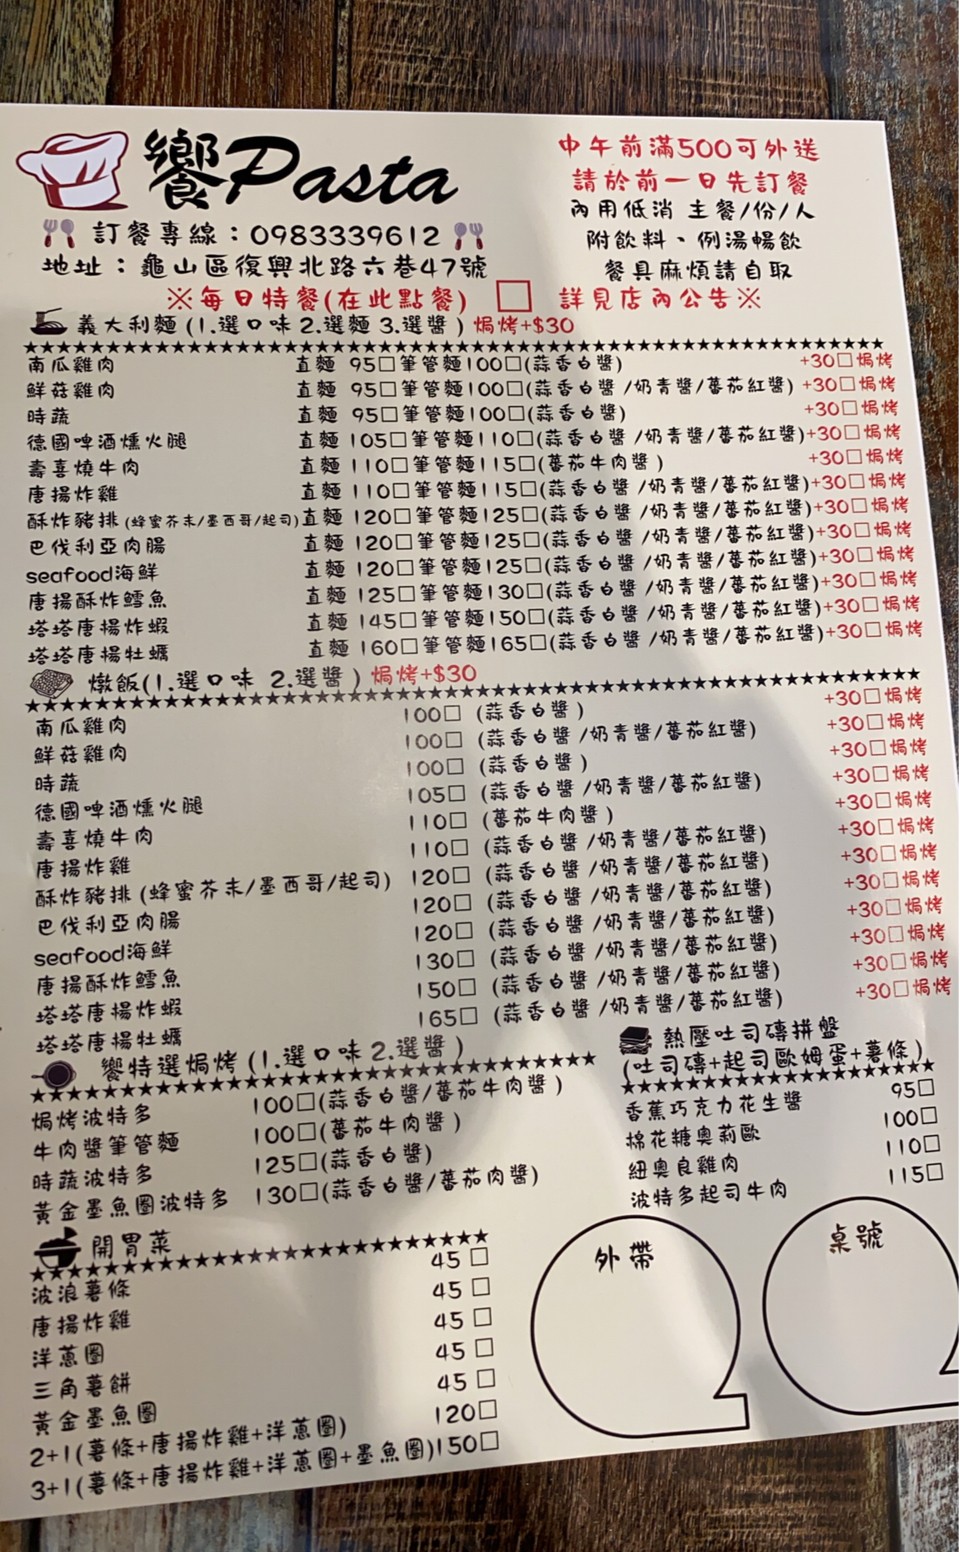 饗Pasta
訂餐專線：0983339612
地址：龜山區復興北路六巷47號
中午前滿500可外送
請於前一日先訂餐
內用低消 主餐/份/人
附飲料、例湯暢飲
餐具麻煩請自取
※每日特餐(在此點餐) □ 詳見店內公告※
義大利麵(1.選口味 2.選麵 3.選醬) 焗烤+$30
★★★★★★★★★★★★★★★★★★★★★★★★★★★★★★★★★★★★★★★★
南瓜雞肉 直麵 95□筆管麵100□(蒜香白醬) +30□焗烤
鮮菇雞肉 直麵 95□筆管麵100□(蒜香白醬/奶青醬/蕃茄紅醬) +30□焗烤
時蔬 直麵 95□筆管麵100□(蒜香白醬) +30□焗烤
德國啤酒燻火腿 直麵 105□筆管麵110□(蒜香白醬/奶青醬/蕃茄紅醬)+30□焗烤
壽喜燒牛肉 直麵 110□筆管麵115□(蕃茄牛肉醬) +30□焗烤
唐揚炸雞 直麵 110□筆管麵115□(蒜香白醬/奶青醬/蕃茄紅醬)+30□焗烤
酥炸豬排(蜂蜜芥末/墨西哥/起司)直麵 120□筆管麵125□(蒜香白醬/奶青醬/蕃茄紅醬)+30□焗烤
巴伐利亞肉腸 直麵 120□筆管麵125□(蒜香白醬/奶青醬/蕃茄紅醬)+30□焗烤
seafood海鮮 直麵 120□筆管麵125□(蒜香白醬/奶青醬/蕃茄紅醬)+30□焗烤
唐揚酥炸鱈魚 直麵 125□筆管麵130□(蒜香白醬/奶青醬/蕃茄紅醬)+30□焗烤
塔塔唐揚炸蝦 直麵 145□筆管麵150□(蒜香白醬/奶青醬/蕃茄紅醬)+30□焗烤
塔塔唐揚牡蠣 直麵 160□筆管麵165□(蒜香白醬/奶青醬/蕃茄紅醬)+30□焗烤
燉飯(1.選口味 2.選醬) 焗烤+$30
★★★★★★★★★★★★★★★★★★★★★★★★★★★★★★★★★★★★★★★★
南瓜雞肉 100□ (蒜香白醬) +30□焗烤
鮮菇雞肉 100□ (蒜香白醬/奶青醬/蕃茄紅醬) +30□焗烤
時蔬 100□ (蒜香白醬) +30□焗烤
德國啤酒燻火腿 105□ (蒜香白醬/奶青醬/蕃茄紅醬) +30□焗烤
壽喜燒牛肉 110□ (蕃茄牛肉醬) +30□焗烤
唐揚炸雞 110□ (蒜香白醬/奶青醬/蕃茄紅醬) +30□焗烤
酥炸豬排(蜂蜜芥末/墨西哥/起司) 120□ (蒜香白醬/奶青醬/蕃茄紅醬) +30□焗烤
巴伐利亞肉腸 120□ (蒜香白醬/奶青醬/蕃茄紅醬) +30□焗烤
seafood海鮮 120□ (蒜香白醬/奶青醬/蕃茄紅醬) +30□焗烤
唐揚酥炸鱈魚 130□ (蒜香白醬/奶青醬/蕃茄紅醬) +30□焗烤
塔塔唐揚炸蝦 150□ (蒜香白醬/奶青醬/蕃茄紅醬) +30□焗烤
塔塔唐揚牡蠣 165□ (蒜香白醬/奶青醬/蕃茄紅醬) +30□焗烤
饗特選焗烤(1.選口味2.選醬)
★★★★★★★★★★★★★★★★★★★★★★★★★★★★
焗烤波特多 100□(蒜香白醬/蕃茄牛肉醬)
牛肉醬筆管麵 100□(蕃茄牛肉醬)
時蔬波特多 125□(蒜香白醬)
黃金墨魚圈波特多 130□(蒜香白醬/蕃茄肉醬)
熱壓吐司磚拼盤
(吐司磚+起司歐姆蛋+薯條)
★★★★★★★★★★★★★★★★★★
香蕉巧克力花生醬 95□
棉花糖奧莉歐 100□
紐奧良雞肉 110□
波特多起司牛肉 115□
開胃菜
★★★★★★★★★★★★★★★★★★★★★★★
波浪薯條 45□
唐揚炸雞 45□
洋蔥圈 45□
三角薯餅 45□
黃金墨魚圈 45□
2+1(薯條+唐揚炸雞+洋蔥圈) 120□
3+1(薯條+唐揚炸雞+洋蔥圈+墨魚圈)150□
外帶
桌號